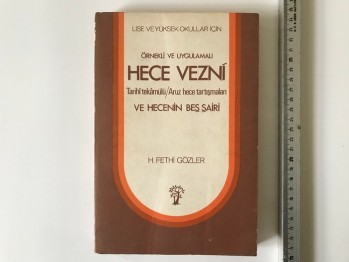 LİSE VE YÜKSEK OKULLAR İÇİN
ÖRNEKLİ VE UYGULAMALI
HECE VEZNİ
Tarihî tekâmülü/Aruz hece tartışmaları
VE HECENİN BEŞ ŞAİRİ
H. FETHİ GÖZLER